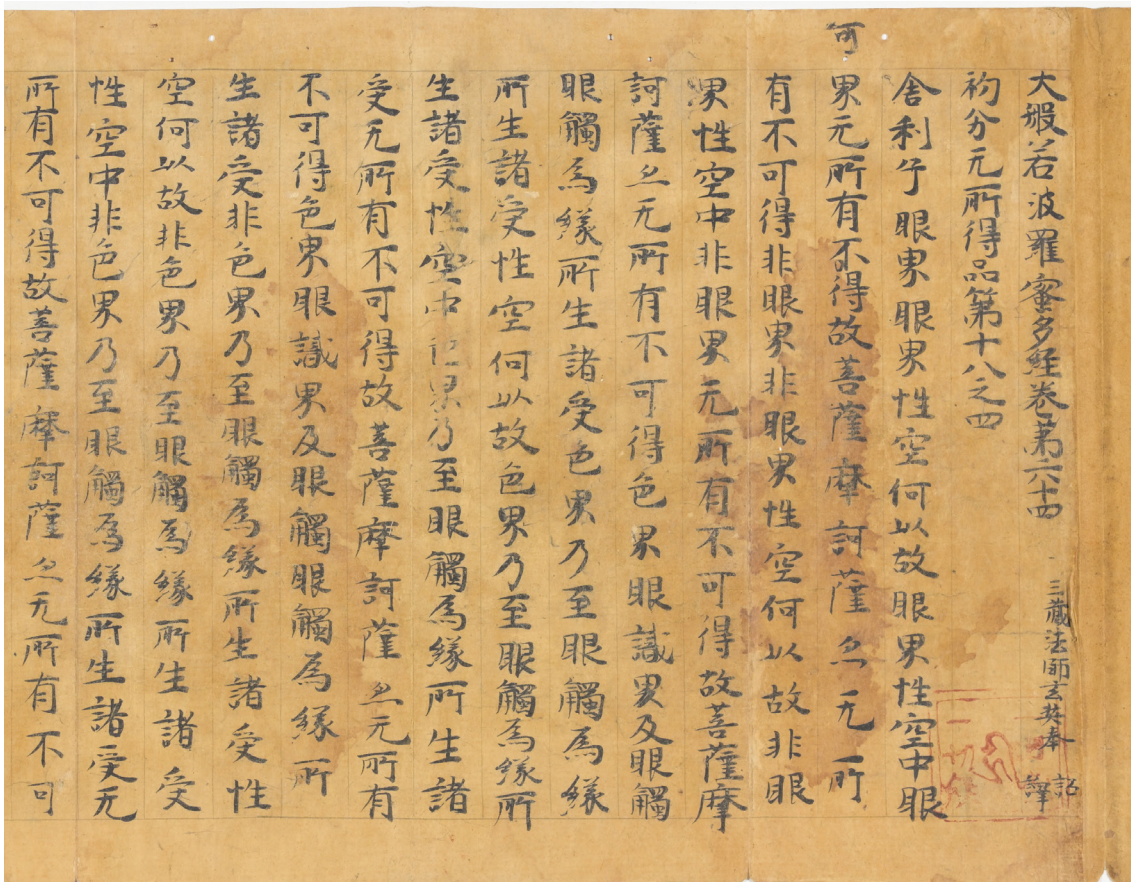 大般若波羅蜜多經卷第六十四 三藏法師玄奘奉 詔譯
初分无所得品第十八之四
舍利子眼界眼界性空何以故眼界性空中眼
可
界无所有不得故菩薩摩訶薩亦无所
有不可得非眼界非眼界性空何以故非眼
界性空中非眼界无所有不可得故菩薩摩
訶薩亦无所有不可得色界眼識界及眼觸
眼觸為緣所生諸受色界乃至眼觸為緣
所生諸受性空何以故色界乃至眼觸為緣所
生諸受性空中色界乃至眼觸為緣所生諸
受无所有不可得故菩薩摩訶薩亦无所有
不可得色界眼識界及眼觸眼觸為緣所
生諸受非色界乃至眼觸為緣所生諸受性
空何以故非色界乃至眼觸為緣所生諸受
性空中非色界乃至眼觸為緣所生諸受无
所有不可得故菩薩摩訶薩亦无所有不可